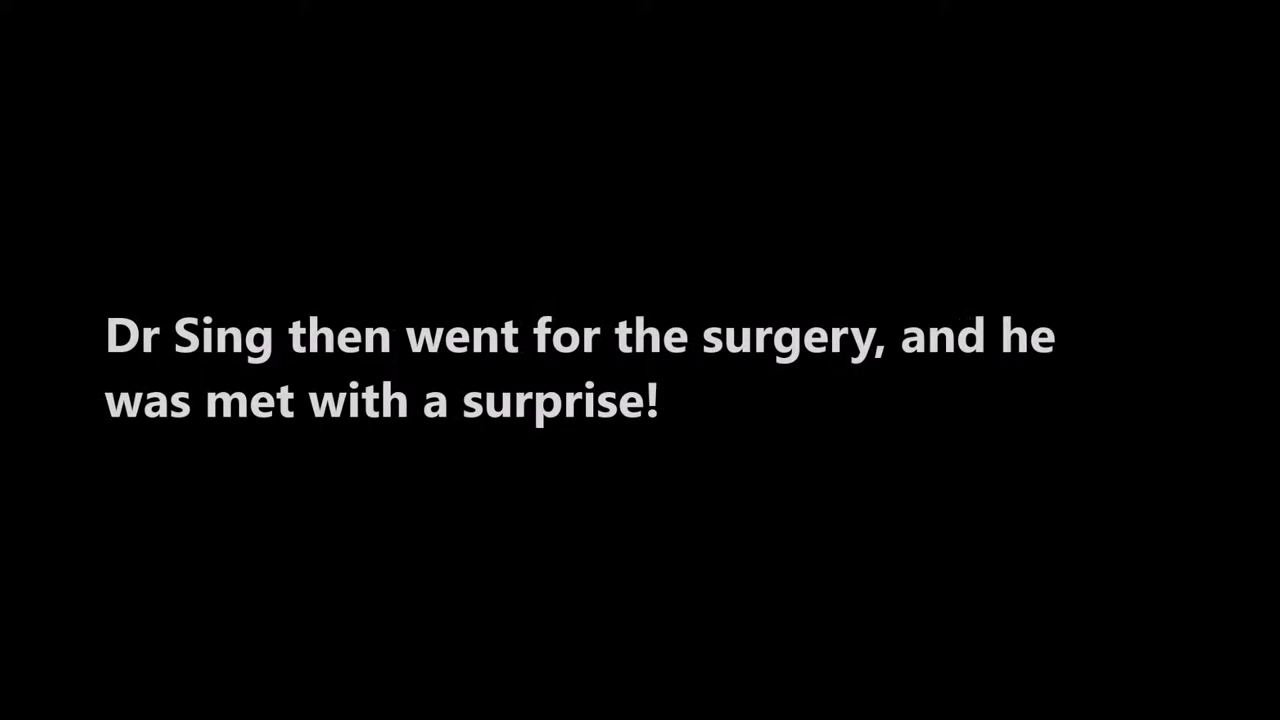 Dr Sing then went for the surgery, and he
was met with a surprise!